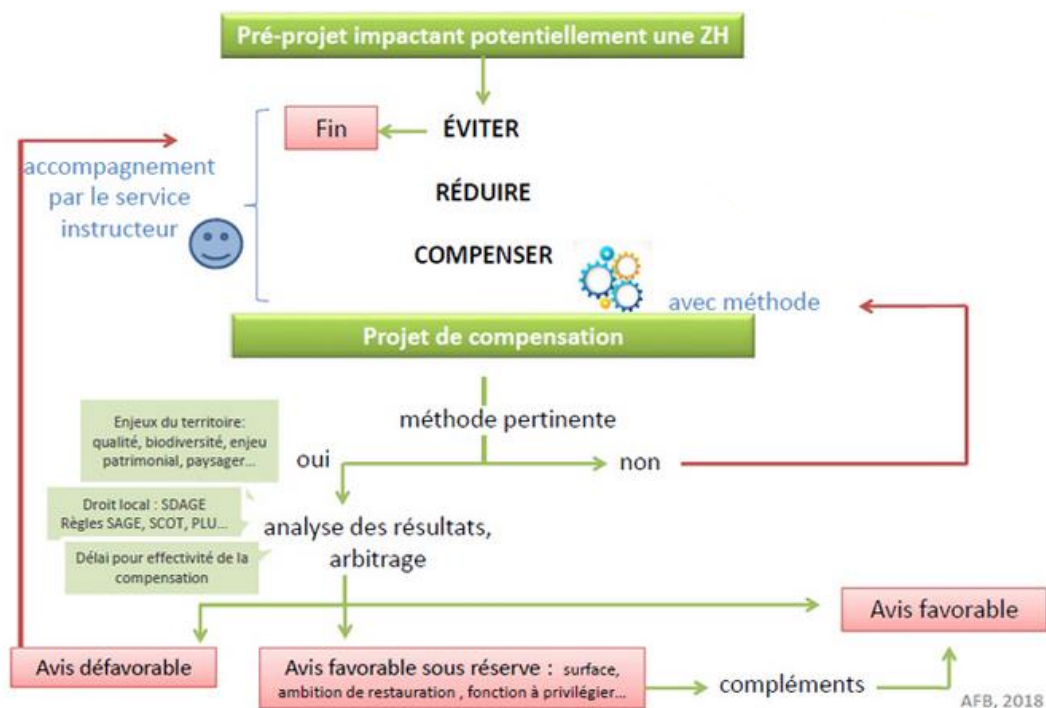 Pré-projet impactant potentiellement une ZH
Fin
ÉVITER
accompagnement
par le service
instructeur
RÉDUIRE
COMPENSER
avec méthode
Projet de compensation
méthode pertinente
Enjeux du territoire:
qualité, biodiversité, enjeu
patrimonial, paysager...
oui
non
Droit local : SDAGE
Règles SAGE, SCOT, PLU...
analyse des résultats,
arbitrage
Délai pour effectivité de la
compensation
Avis favorable
Avis défavorable
Avis favorable sous réserve : surface,
ambition de restauration , fonction à privilégier...
compléments
AFB, 2018